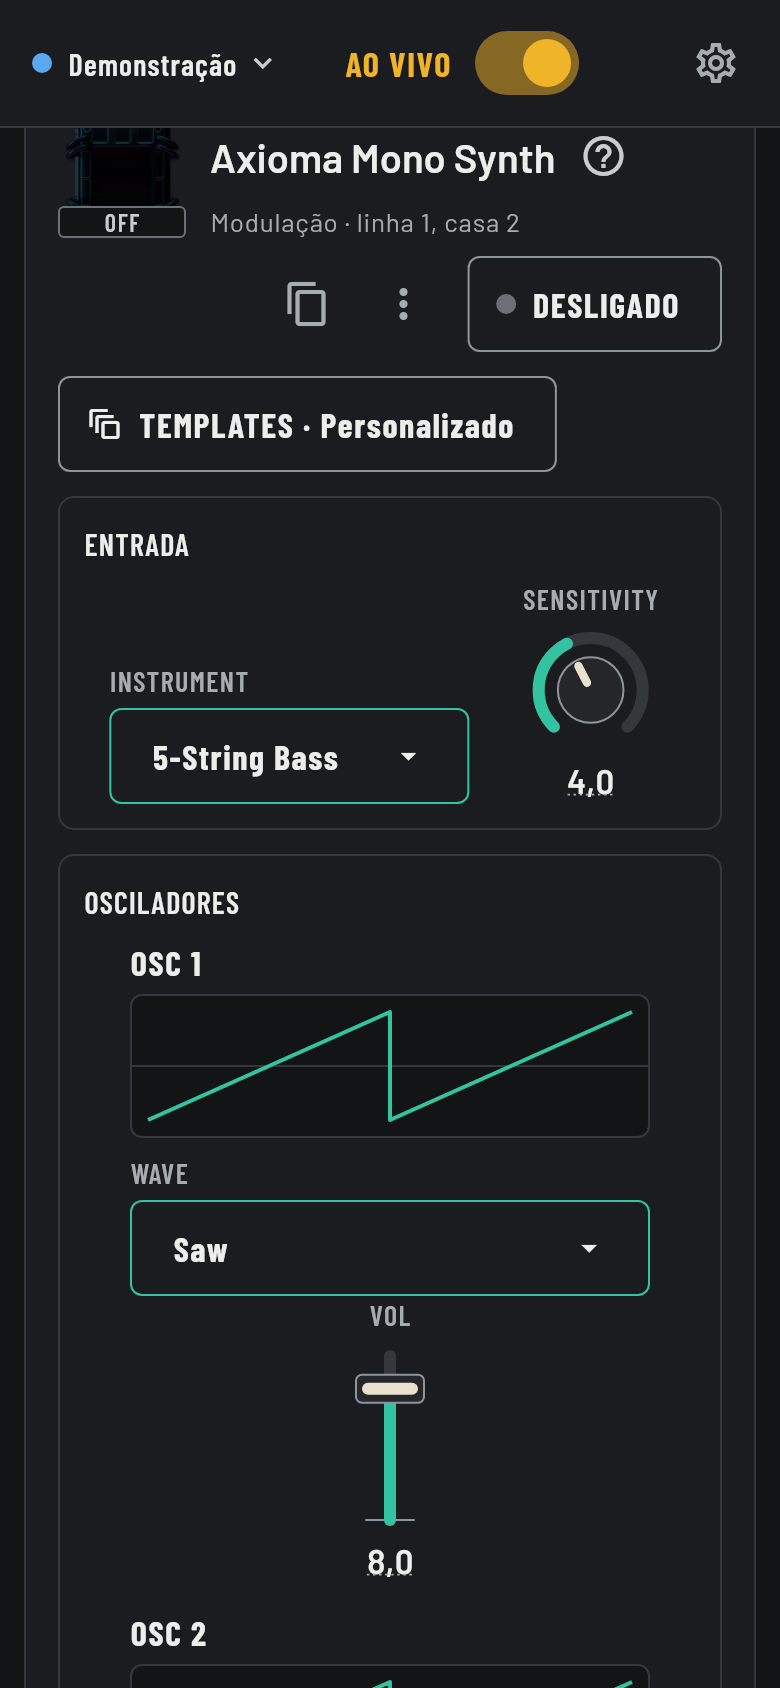 Demonstração
AO VIVO
Axioma Mono Synth
OFF
Modulação · linha 1, casa 2
DESLIGADO
TEMPLATES · Personalizado
ENTRADA
SENSITIVITY
INSTRUMENT
5-String Bass
4,0
OSCILADORES
OSC 1
WAVE
Saw
VOL
8,0
OSC 2